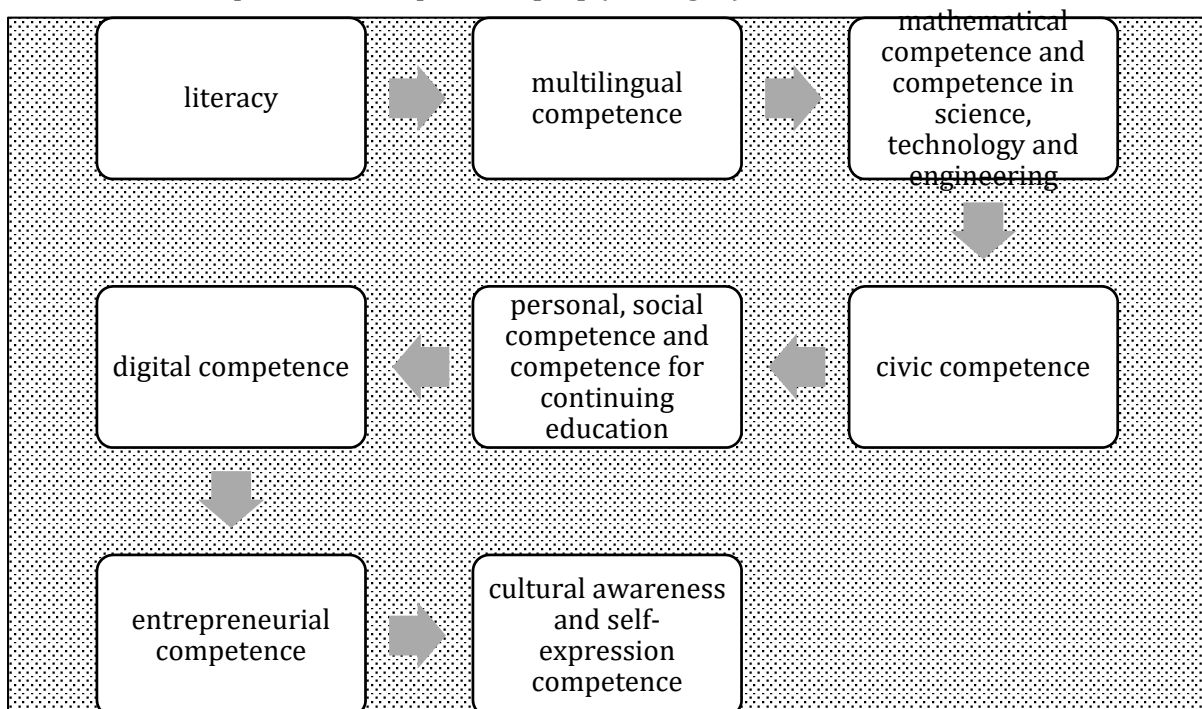 literacy
multilingual
competence
mathematical
competence and
competence in
science,
technology and
engineering
civic competence
personal, social
competence and
competence for
continuing
education
digital competence
entrepreneurial
competence
cultural awareness
and self-
expression
competence